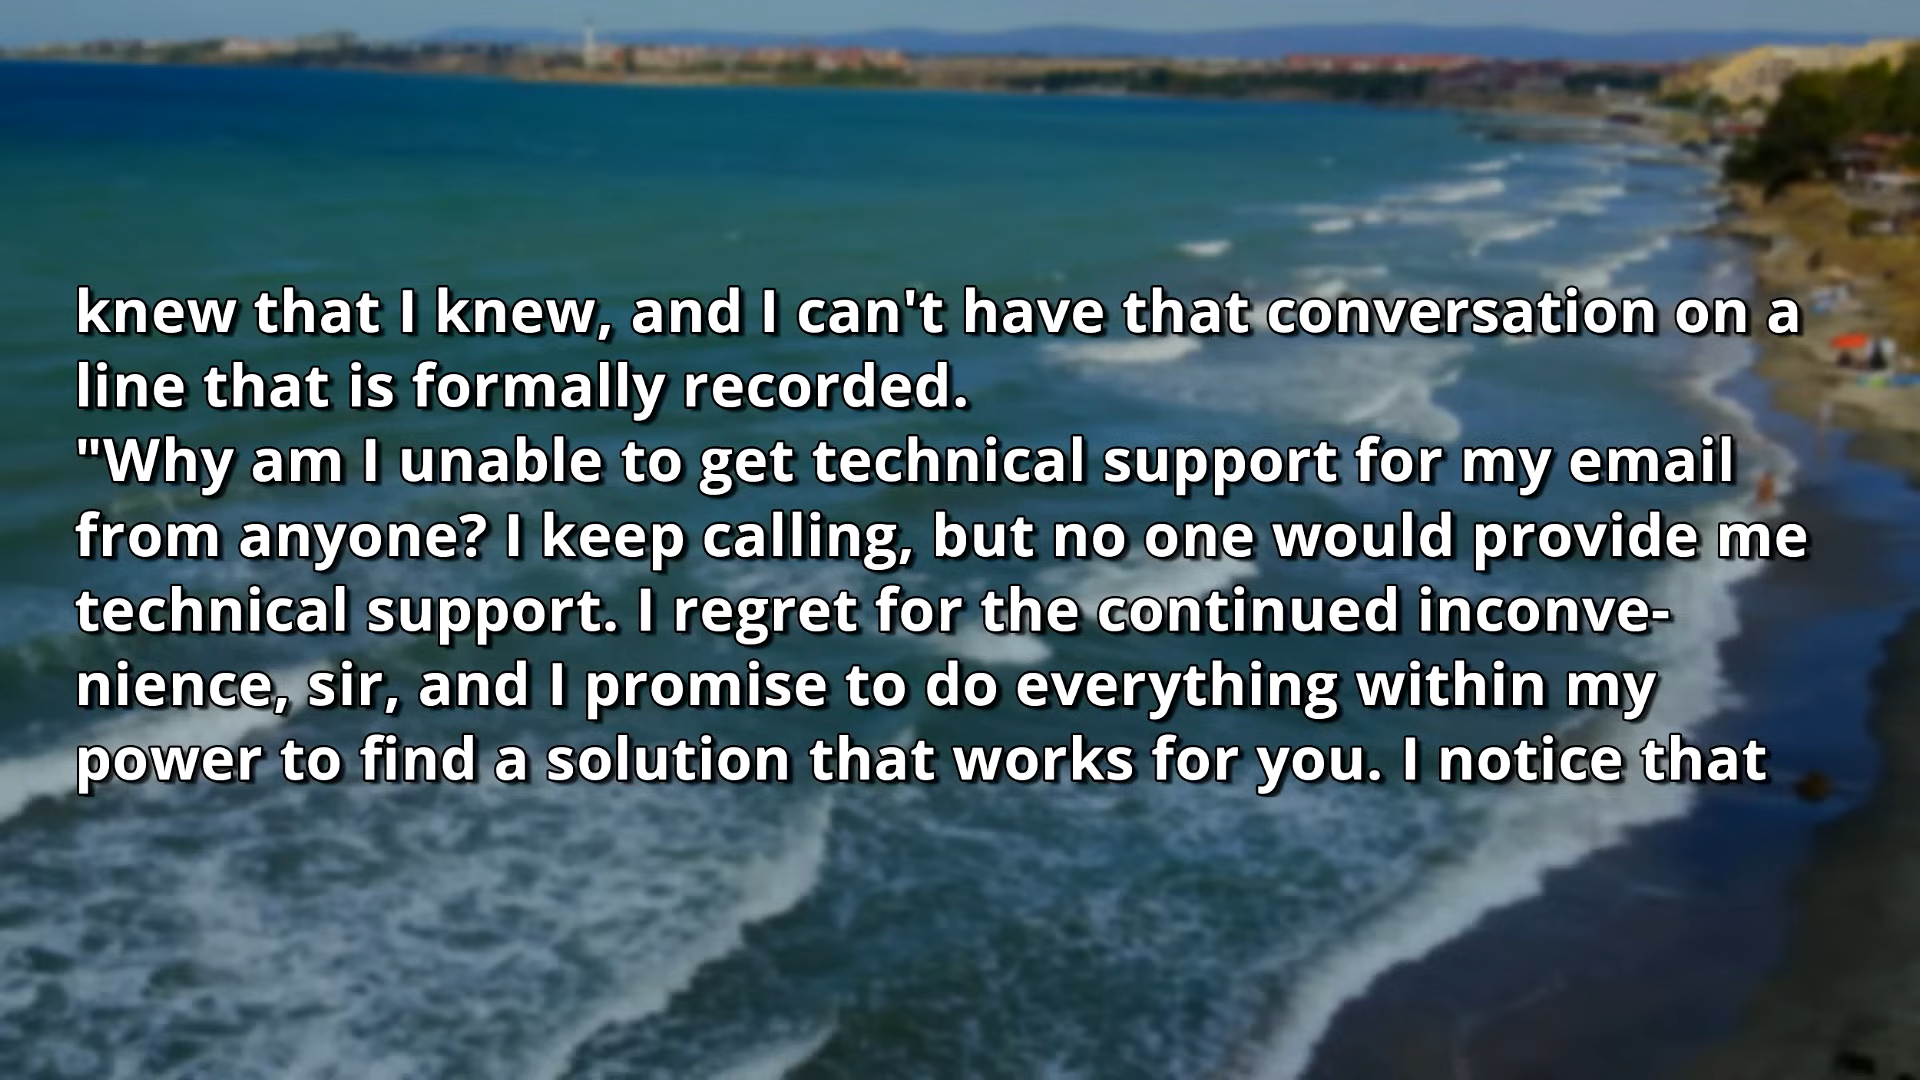 knew that I knew, and I can't have that conversation on a
line that is formally recorded.
"Why am I unable to get technical support for my email
from anyone? I keep calling, but no one would provide me
technical support. I regret for the continued inconve-
nience, sir, and I promise to do everything within my
power to find a solution that works for you. I notice that